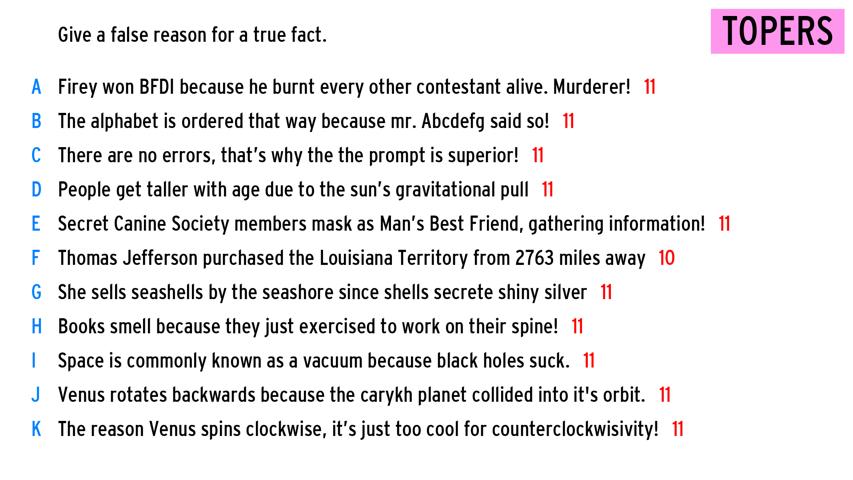 Give a false reason for a true fact.
TOPERS
A Firey won BFDI because he burnt every other contestant alive. Murderer! 11
B The alphabet is ordered that way because mr. Abcdefg said so! 11
C There are no errors, that's why the the prompt is superior! 11
D People get taller with age due to the sun's gravitational pull 11
E Secret Canine Society members mask as Man's Best Friend, gathering information! 11
F Thomas Jefferson purchased the Louisiana Territory from 2763 miles away 10
G She sells seashells by the seashore since shells secrete shiny silver 11
H Books smell because they just exercised to work on their spine! 11
I Space is commonly known as a vacuum because black holes suck. 11
J Venus rotates backwards because the carykh planet collided into it's orbit. 11
K The reason Venus spins clockwise, it's just too cool for counterclockwisivity! 11